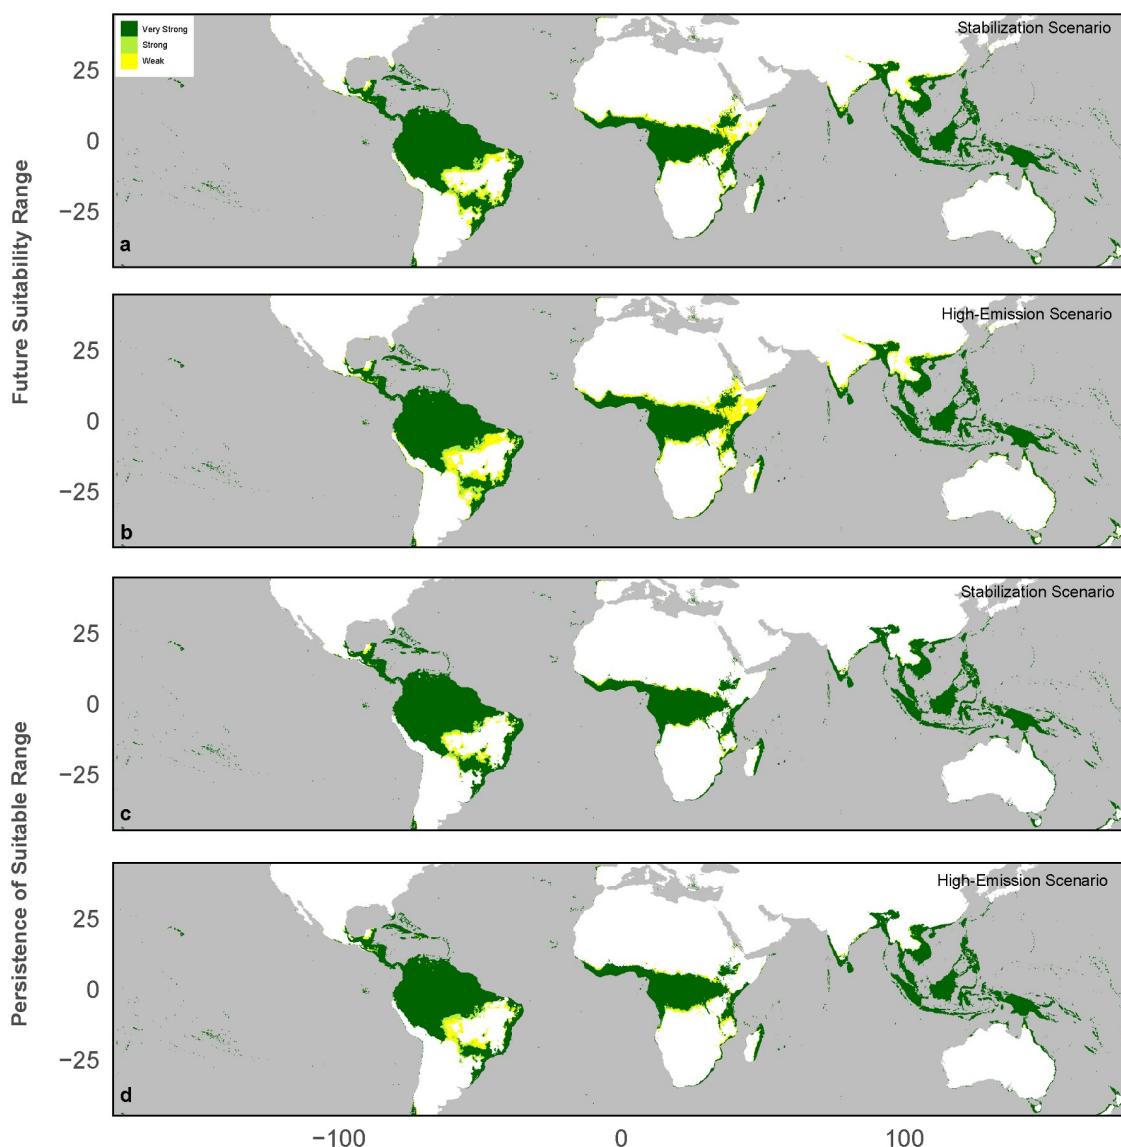 Very Strong
Strong
Weak
Stabilization Scenario
25
0
−25
a
Future Suitability Range
High-Emission Scenario
25
0
−25
b
Stabilization Scenario
25
0
−25
c
Persistence of Suitable Range
High-Emission Scenario
25
0
−25
d
−100
0
100